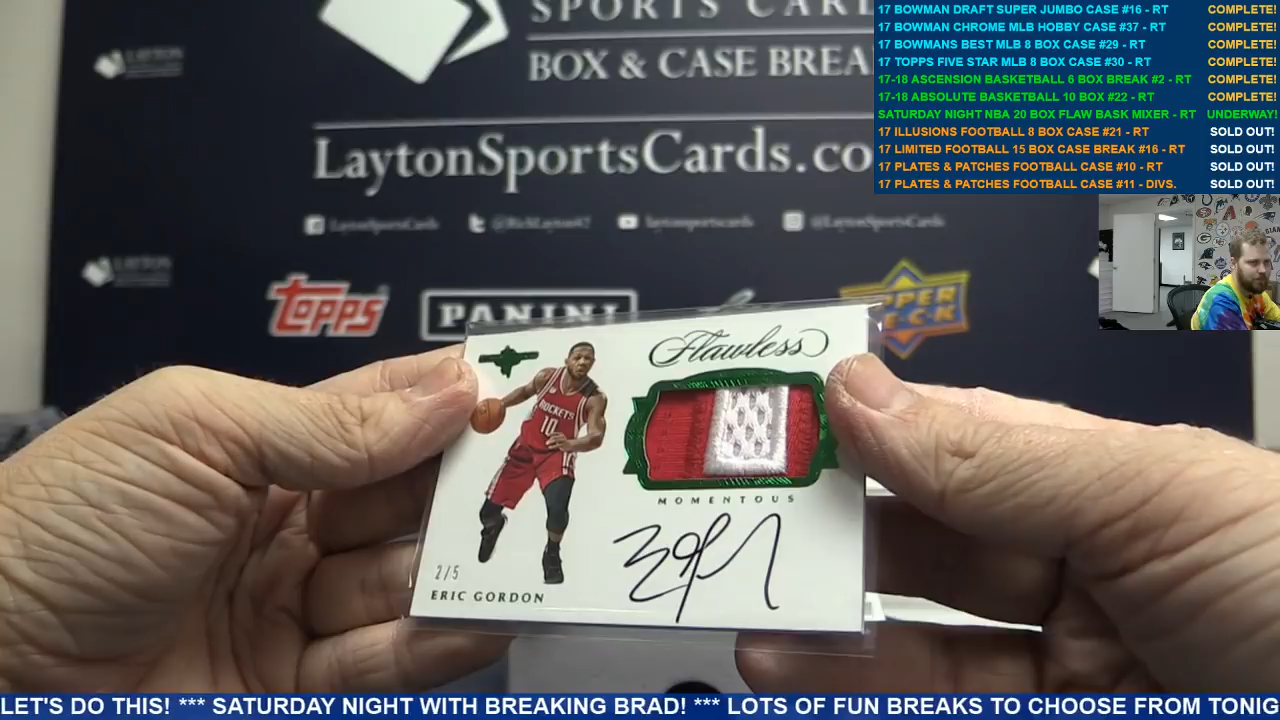 SPORTS CARD
BOX & CASE BREA
LaytonSportsCards.co
LaytonSportsCards
@RichLayton47
laytonsportscards
@LaytonSportsCards
LAYTON
LAYTON
TOPPS
PANINI
UPPER
DECK
17 BOWMAN DRAFT SUPER JUMBO CASE #16 - RT COMPLETE!
17 BOWMAN CHROME MLB HOBBY CASE #37 - RT COMPLETE!
17 BOWMANS BEST MLB 8 BOX CASE #29 - RT COMPLETE!
17 TOPPS FIVE STAR MLB 8 BOX CASE #30 - RT COMPLETE!
17-18 ASCENSION BASKETBALL 6 BOX BREAK #2 - RT COMPLETE!
17-18 ABSOLUTE BASKETBALL 10 BOX #22 - RT COMPLETE!
SATURDAY NIGHT NBA 20 BOX FLAW BASK MIXER - RT UNDERWAY!
17 ILLUSIONS FOOTBALL 8 BOX CASE #21 - RT SOLD OUT!
17 LIMITED FOOTBALL 15 BOX CASE BREAK #16 - RT SOLD OUT!
17 PLATES & PATCHES FOOTBALL CASE #10 - RT SOLD OUT!
17 PLATES & PATCHES FOOTBALL CASE #11 - DIVS. SOLD OUT!
Flawless
ROCKETS
10
MOMENTOUS
2/5
ERIC GORDON
LET'S DO THIS! *** SATURDAY NIGHT WITH BREAKING BRAD! *** LOTS OF FUN BREAKS TO CHOOSE FROM TONIG